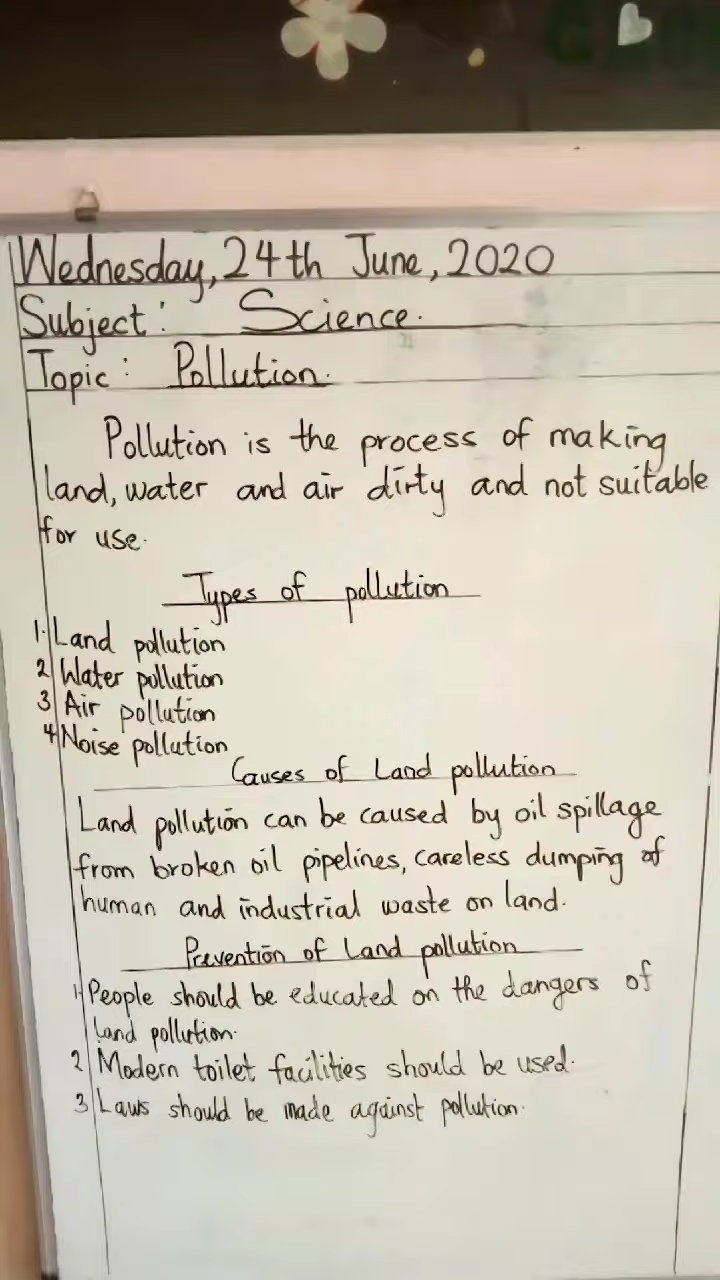 Wednesday, 24th June, 2020
Subject: Science.
Topic: Pollution.
Pollution is the process of making
land, water and air dirty and not suitable
for use.
Types of pollution
1. Land pollution
2 Water pollution
3 Air pollution
4 Noise pollution
Causes of Land pollution
Land pollution can be caused by oil spillage
from broken oil pipelines, careless dumping of
human and industrial waste on land.
Prevention of Land pollution
1 People should be educated on the dangers of
Land pollution.
2 Modern toilet facilities should be used.
3 Laws should be made against pollution.